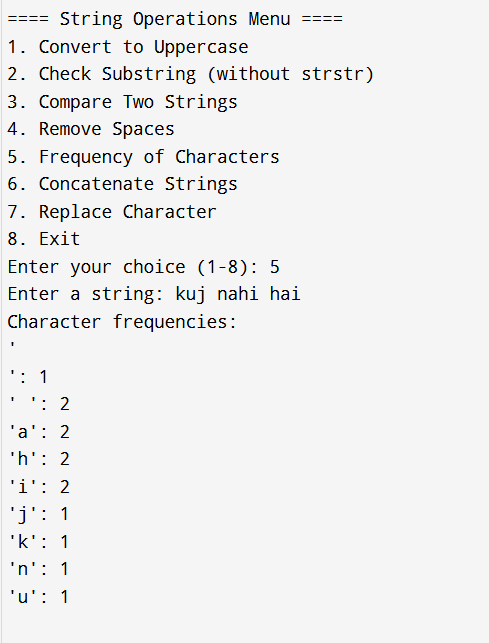 ==== String Operations Menu ====
1. Convert to Uppercase
2. Check Substring (without strstr)
3. Compare Two Strings
4. Remove Spaces
5. Frequency of Characters
6. Concatenate Strings
7. Replace Character
8. Exit
Enter your choice (1-8): 5
Enter a string: kuj nahi hai
Character frequencies:
'
': 1
' ': 2
'a': 2
'h': 2
'i': 2
'j': 1
'k': 1
'n': 1
'u': 1